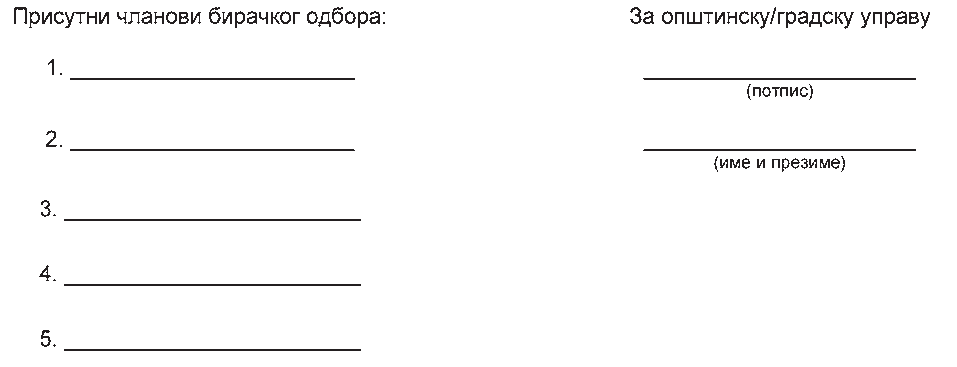 Присутни чланови бирачког одбора:
1.
2.
3.
4.
5.
За општинску/градску управу
(потпис)
(име и презиме)